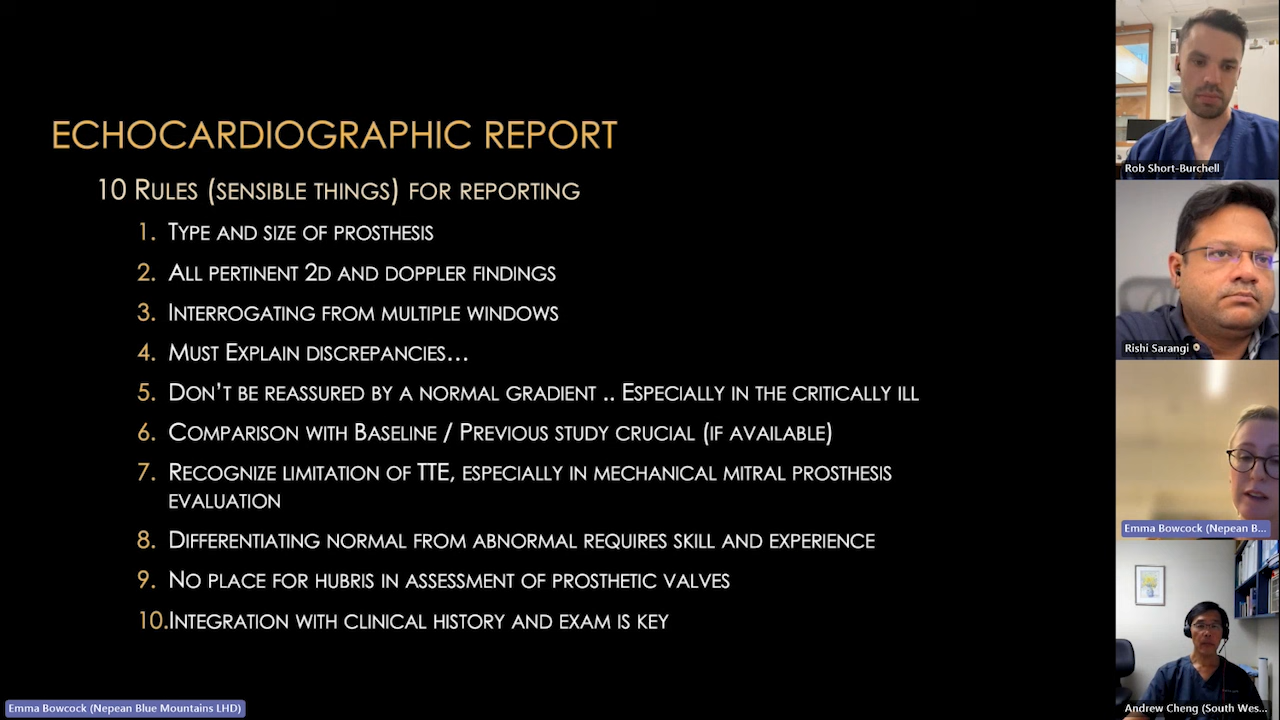 ECHOCARDIOGRAPHIC REPORT
10 RULES (SENSIBLE THINGS) FOR REPORTING
1. TYPE AND SIZE OF PROSTHESIS
2. ALL PERTINENT 2D AND DOPPLER FINDINGS
3. INTERROGATING FROM MULTIPLE WINDOWS
4. MUST EXPLAIN DISCREPANCIES...
5. DON'T BE REASSURED BY A NORMAL GRADIENT .. ESPECIALLY IN THE CRITICALLY ILL
6. COMPARISON WITH BASELINE / PREVIOUS STUDY CRUCIAL (IF AVAILABLE)
7. RECOGNIZE LIMITATION OF TTE, ESPECIALLY IN MECHANICAL MITRAL PROSTHESIS
EVALUATION
8. DIFFERENTIATING NORMAL FROM ABNORMAL REQUIRES SKILL AND EXPERIENCE
9. NO PLACE FOR HUBRIS IN ASSESSMENT OF PROSTHETIC VALVES
10.INTEGRATION WITH CLINICAL HISTORY AND EXAM IS KEY
Emma Bowcock (Nepean Blue Mountains LHD)
Rob Short-Burchell
Rishi Sarangi
Emma Bowcock (Nepean B...
Andrew Cheng (South Wes...